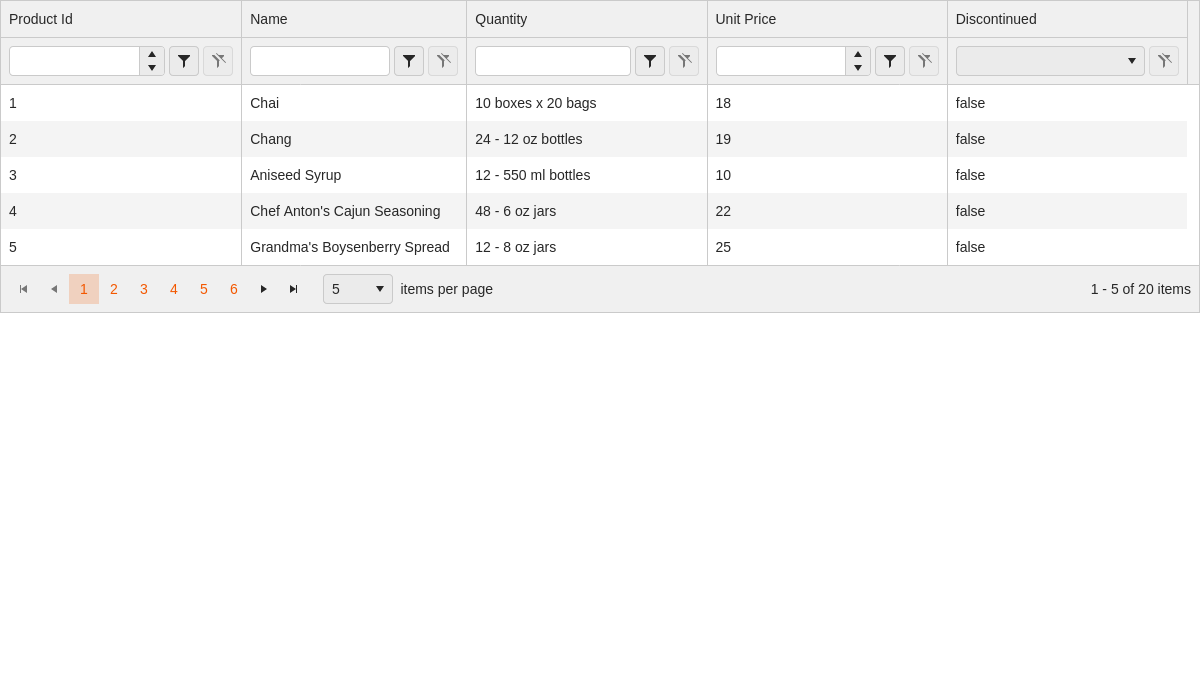 Product Id Name Quantity Unit Price Discontinued
1 Chai 10 boxes x 20 bags 18 false
2 Chang 24 - 12 oz bottles 19 false
3 Aniseed Syrup 12 - 550 ml bottles 10 false
4 Chef Anton's Cajun Seasoning 48 - 6 oz jars 22 false
5 Grandma's Boysenberry Spread 12 - 8 oz jars 25 false
1 2 3 4 5 6 5 items per page 1 - 5 of 20 items